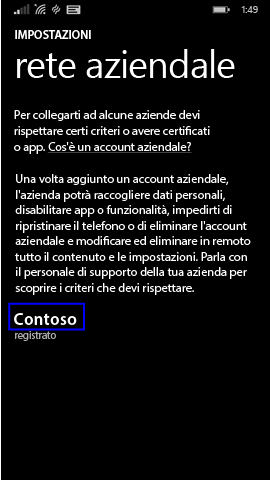 1:49
IMPOSTAZIONI
rete aziendale
Per collegarti ad alcune aziende devi
rispettare certi criteri o avere certificati
o app. Cos'è un account aziendale?
Una volta aggiunto un account aziendale,
l'azienda potrà raccogliere dati personali,
disabilitare app o funzionalità, impedirti di
ripristinare il telefono o di eliminare l'account
aziendale e modificare ed eliminare in remoto
tutto il contenuto e le impostazioni. Parla con
il personale di supporto della tua azienda per
scoprire i criteri che devi rispettare.
Contoso
registrato